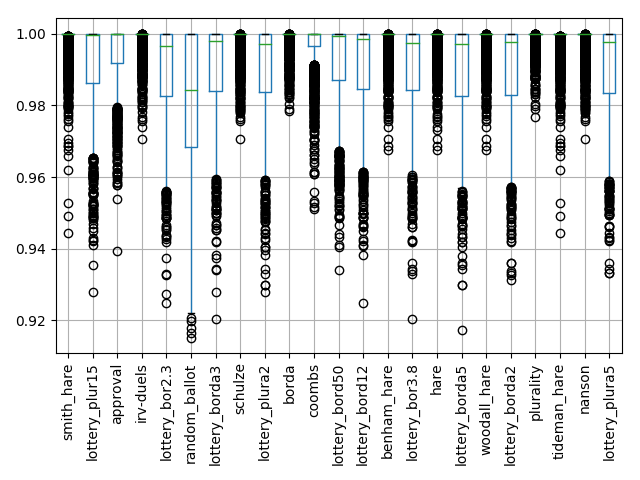 1.00
0.98
0.96
0.94
0.92
smith_hare
lottery_plur15
approval
irv-duels
lottery_bor2.3
random_ballot
lottery_borda3
schulze
lottery_plura2
borda
coombs
lottery_bord50
lottery_bord12
benham_hare
lottery_bor3.8
hare
lottery_borda5
woodall_hare
lottery_borda2
plurality
tideman_hare
nanson
lottery_plura5